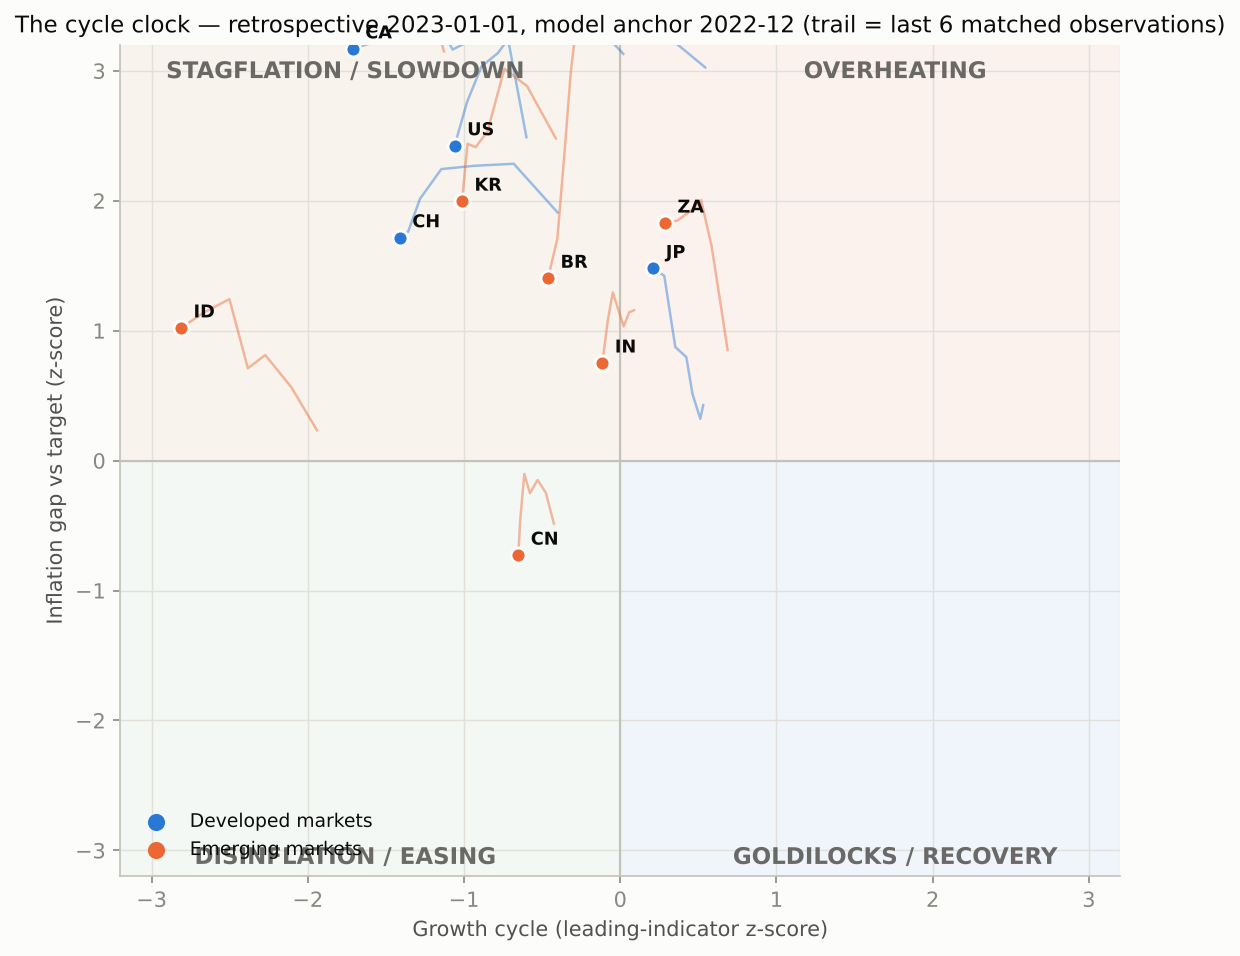 The cycle clock — retrospective 2023-01-01, model anchor 2022-12 (trail = last 6 matched observations)
CA
3
STAGFLATION / SLOWDOWN
OVERHEATING
US
KR
2
ZA
CH
JP
BR
ID
1
IN
0
CN
−1
−2
Developed markets
Emerging markets
−3
DISINFLATION / EASING
GOLDILOCKS / RECOVERY
−3
−2
−1
0
1
2
3
Growth cycle (leading-indicator z-score)
Inflation gap vs target (z-score)